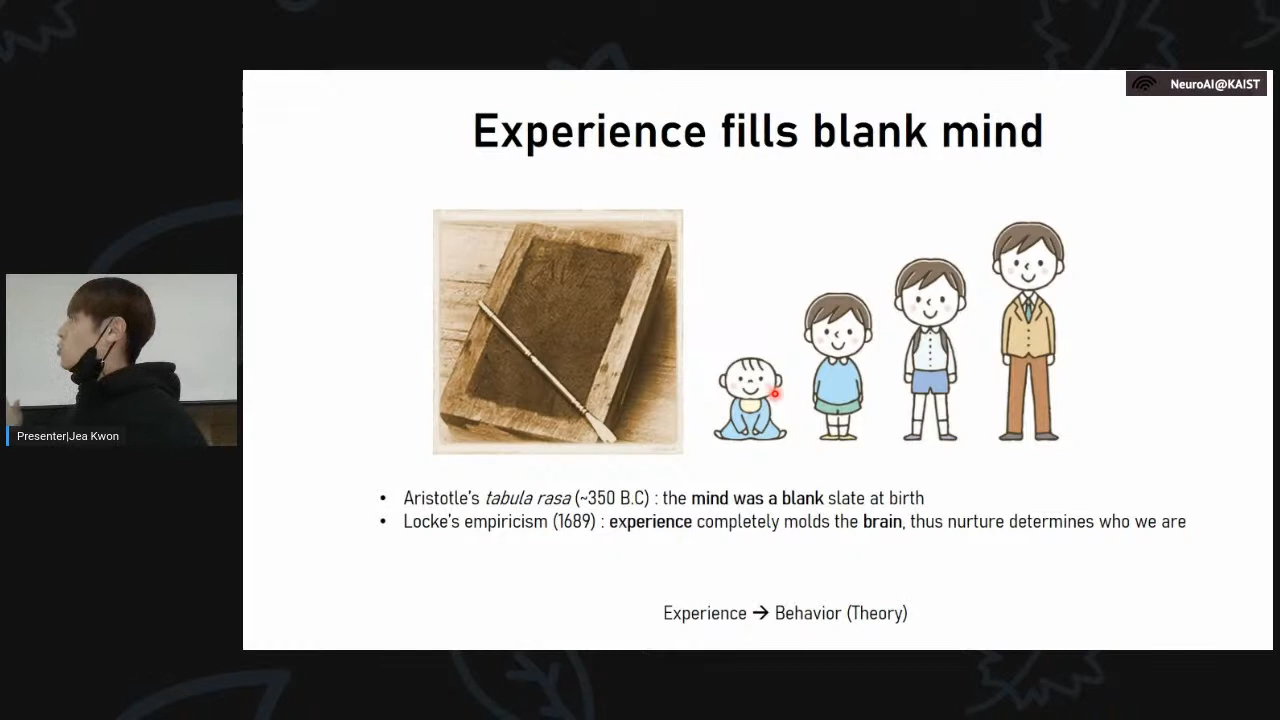 NeuroAI@KAIST
Experience fills blank mind
• Aristotle's tabula rasa (~350 B.C) : the mind was a blank slate at birth
• Locke's empiricism (1689) : experience completely molds the brain, thus nurture determines who we are
Experience → Behavior (Theory)
Presenter|Jea Kwon